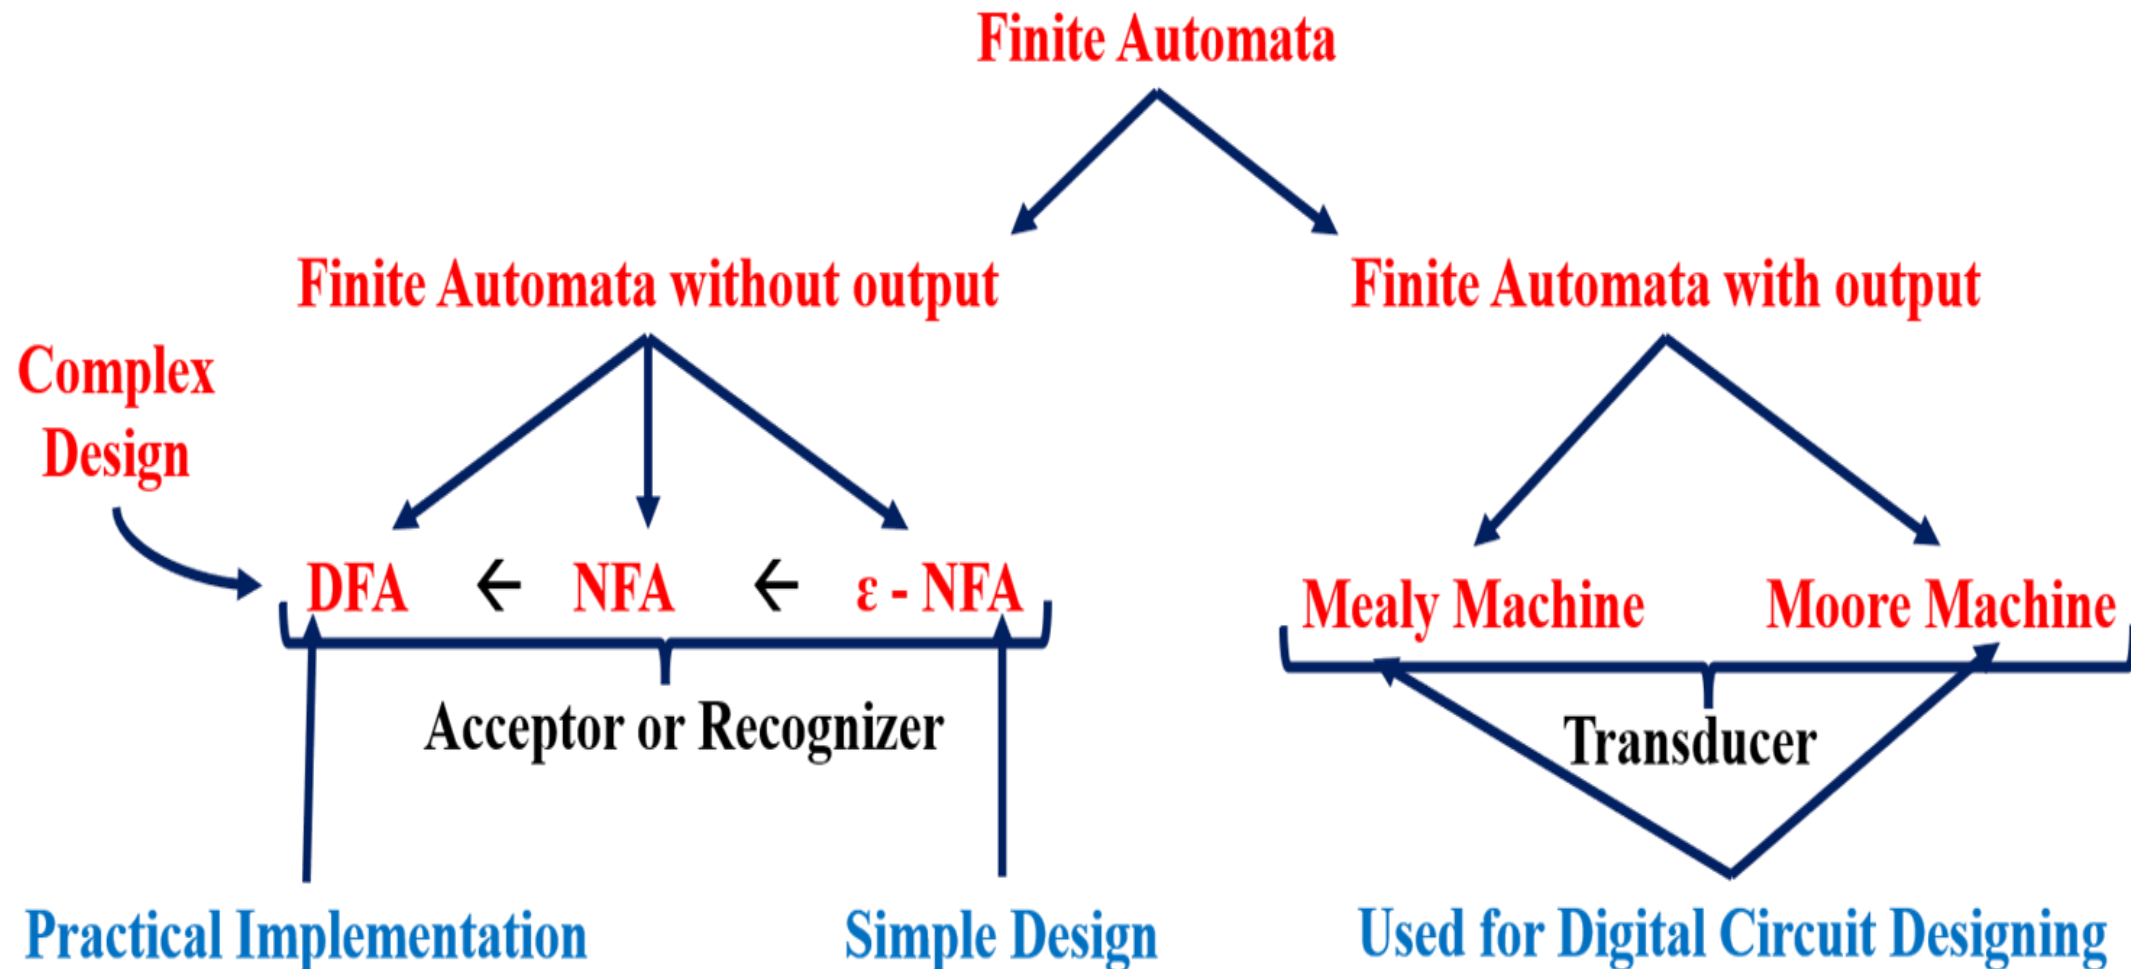 Finite Automata
Finite Automata without output
Finite Automata with output
Complex
Design
DFA ← NFA ← ε - NFA
Mealy Machine
Moore Machine
Acceptor or Recognizer
Transducer
Practical Implementation
Simple Design
Used for Digital Circuit Designing